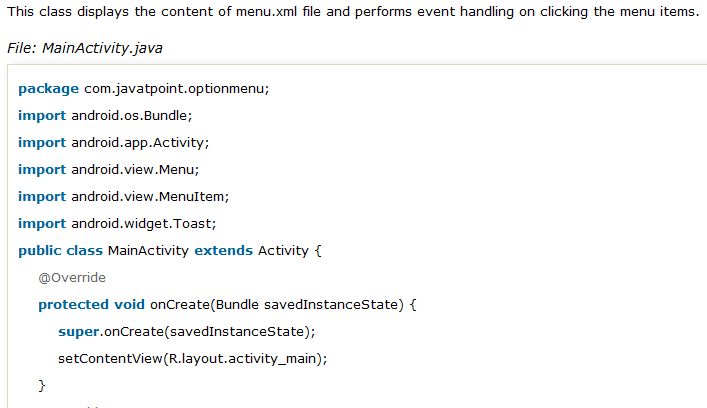 This class displays the content of menu.xml file and performs event handling on clicking the menu items.
File: MainActivity.java
package com.javatpoint.optionmenu;
import android.os.Bundle;
import android.app.Activity;
import android.view.Menu;
import android.view.MenuItem;
import android.widget.Toast;
public class MainActivity extends Activity {
@Override
protected void onCreate(Bundle savedInstanceState) {
super.onCreate(savedInstanceState);
setContentView(R.layout.activity_main);
}